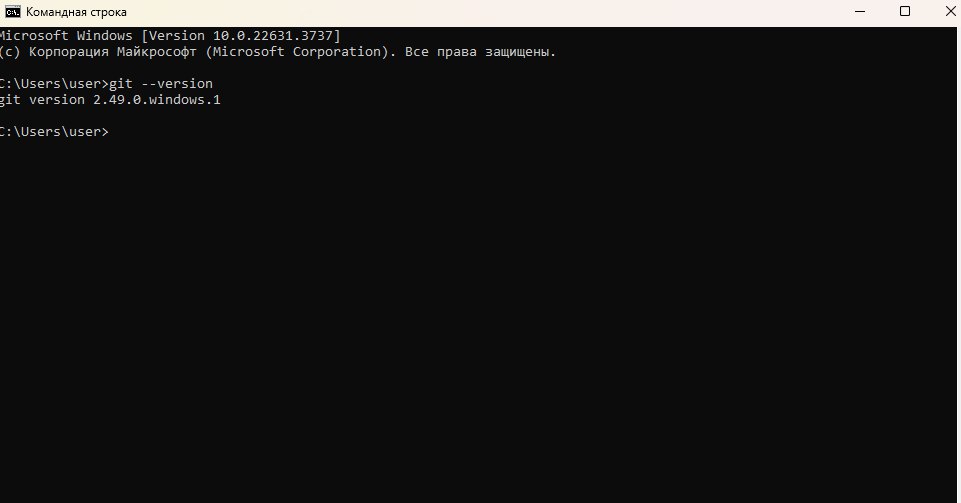 Командная строка
Microsoft Windows [Version 10.0.22631.3737]
(c) Корпорация Майкрософт (Microsoft Corporation). Все права защищены.
C:\Users\user>git --version
git version 2.49.0.windows.1
C:\Users\user>